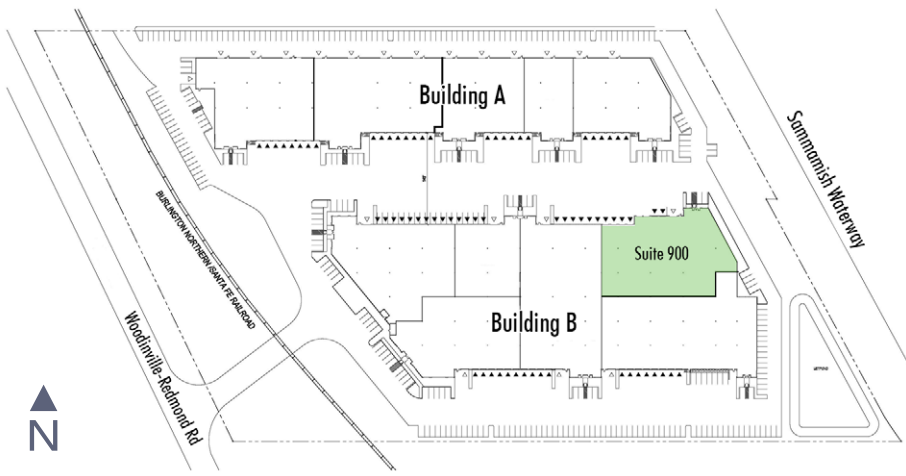 Building A
Sammamish Waterway
BURLINGTON NORTHERN /SANTA FE RAILROAD
Suite 900
Building B
Woodinville-Redmond Rd
N